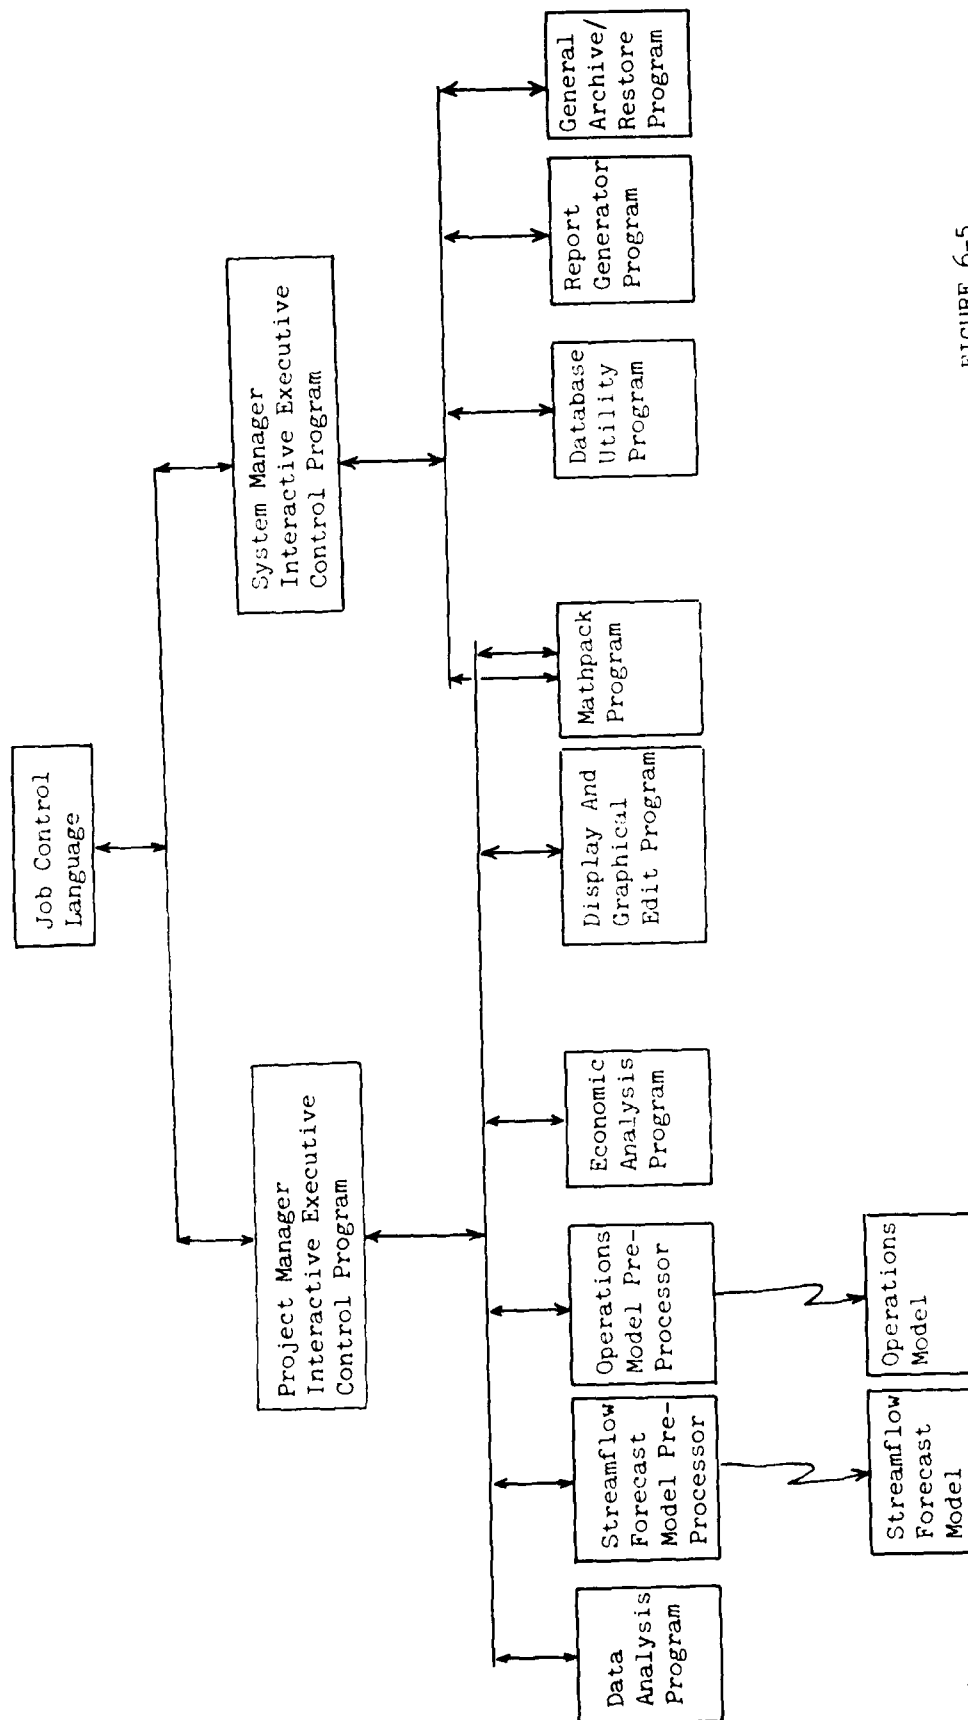 Job Control
Language
Project Manager
Interactive Executive
Control Program
System Manager
Interactive Executive
Control Program
Data
Analysis
Program
Streamflow
Forecast
Model Pre-
Processor
Operations
Model Pre-
Processor
Economic
Analysis
Program
Display And
Graphical
Edit Program
Mathpack
Program
Database
Utility
Program
Report
Generator
Program
General
Archive/
Restore
Program
Streamflow
Forecast
Model
Operations
Model
FIGURE 6-5